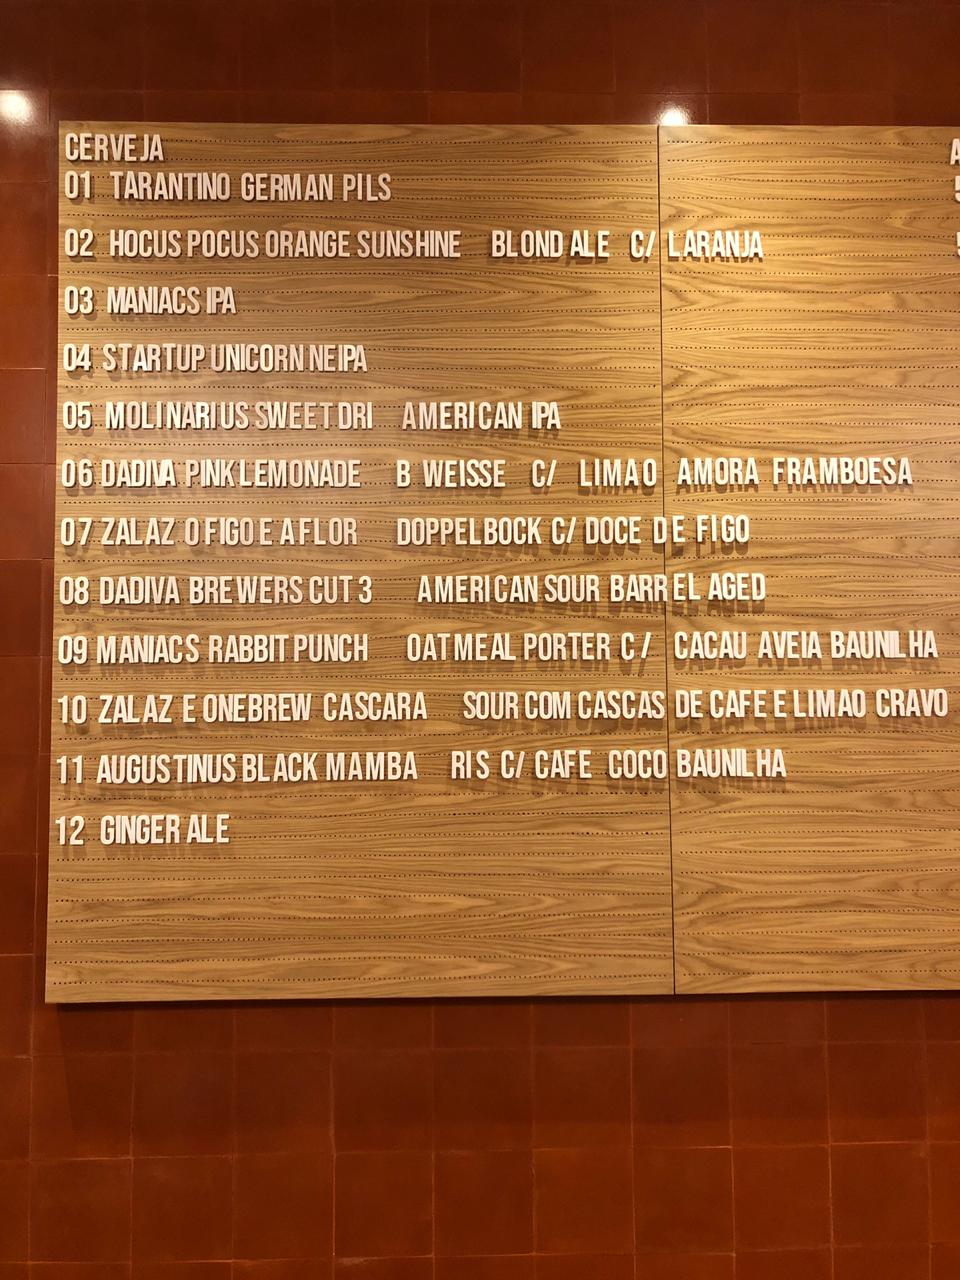 CERVEJA
01 TARANTINO GERMAN PILS
02 HOCUS POCUS ORANGE SUNSHINE BLOND ALE C/ LARANJA
03 MANIACS IPA
04 STARTUP UNICORN NEIPA
05 MOLINARIUS SWEET DRI AMERICAN IPA
06 DADIVA PINK LEMONADE B WEISSE C/ LIMAO AMORA FRAMBOESA
07 ZALAZ O FIGO E A FLOR DOPPELBOCK C/ DOCE DE FIGO
08 DADIVA BREWERS CUT 3 AMERICAN SOUR BARREL AGED
09 MANIACS RABBIT PUNCH OATMEAL PORTER C/ CACAU AVEIA BAUNILHA
10 ZALAZ E ONEBREW CASCARA SOUR COM CASCAS DE CAFE E LIMAO CRAVO
11 AUGUSTINUS BLACK MAMBA RIS C/ CAFE COCO BAUNILHA
12 GINGER ALE